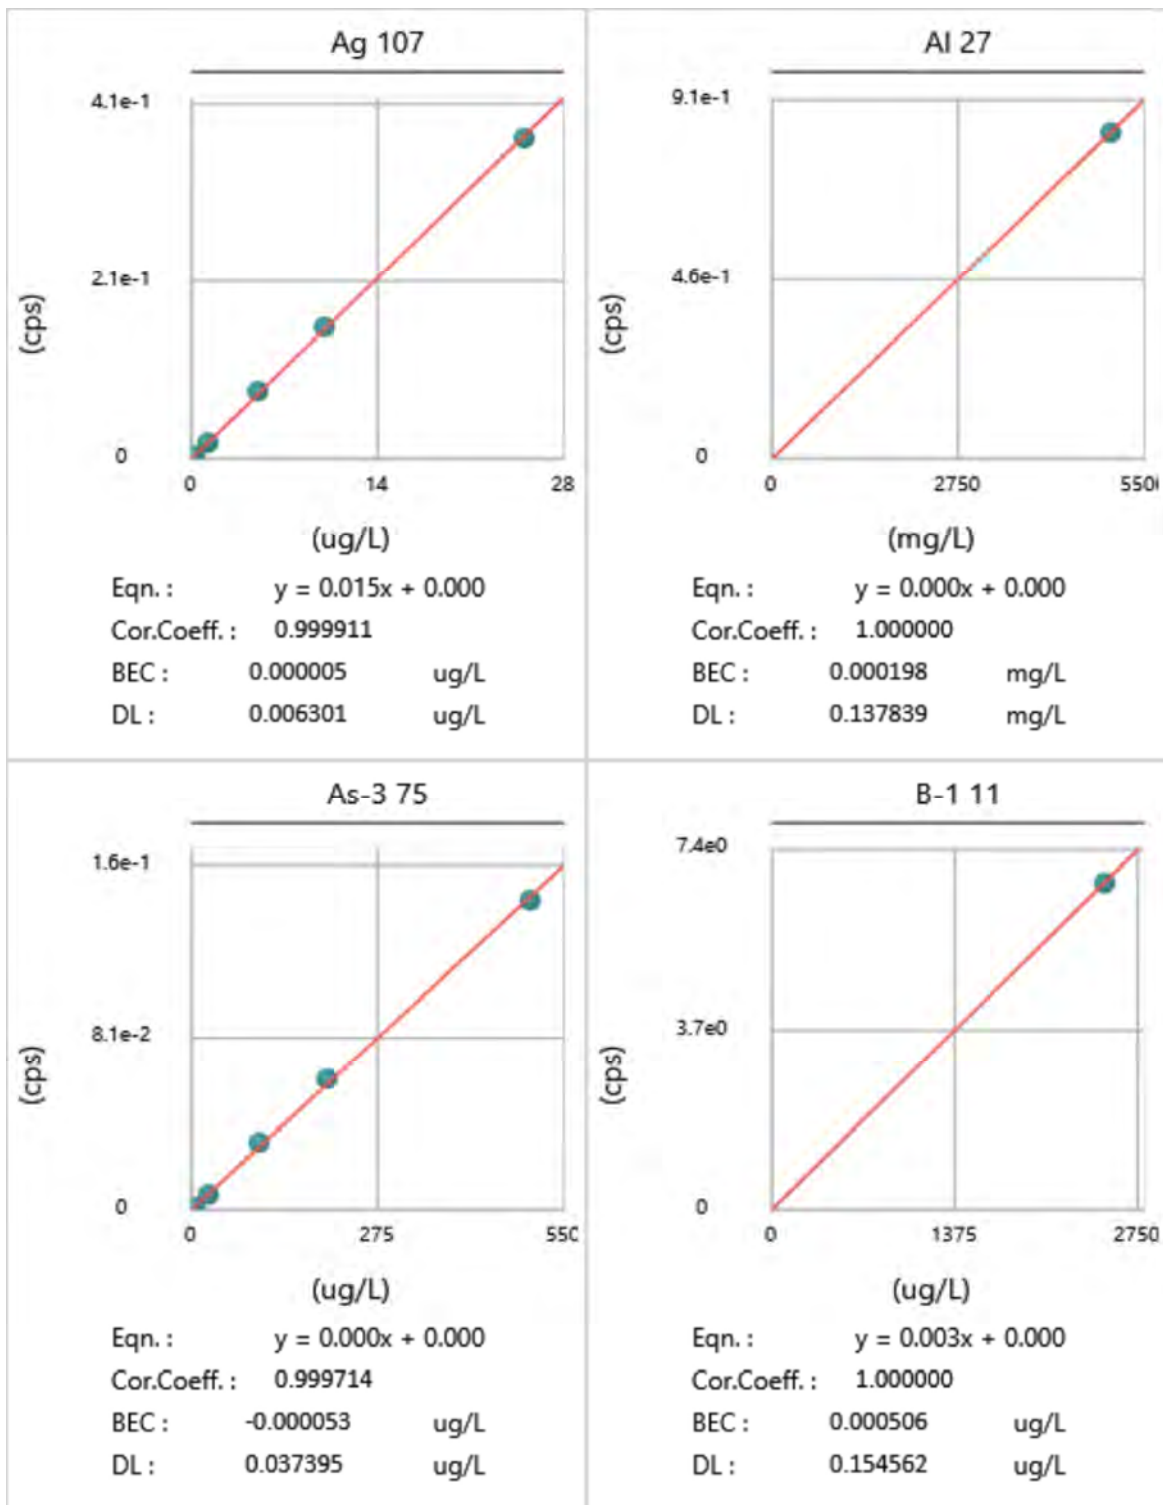 Ag 107
4.1e-1
2.1e-1
0
(cps)
0 14 28
(ug/L)
Eqn. : y = 0.015x + 0.000
Cor.Coeff. : 0.999911
BEC : 0.000005 ug/L
DL : 0.006301 ug/L
Al 27
9.1e-1
4.6e-1
0
(cps)
0 2750
(mg/L)
Eqn. : y = 0.000x + 0.000
Cor.Coeff. : 1.000000
BEC : 0.000198 mg/L
DL : 0.137839 mg/L
As-3 75
1.6e-1
8.1e-2
0
(cps)
0 275 550
(ug/L)
Eqn. : y = 0.000x + 0.000
Cor.Coeff. : 0.999714
BEC : -0.000053 ug/L
DL : 0.037395 ug/L
B-1 11
7.4e0
3.7e0
0
(cps)
0 1375 2750
(ug/L)
Eqn. : y = 0.003x + 0.000
Cor.Coeff. : 1.000000
BEC : 0.000506 ug/L
DL : 0.154562 ug/L